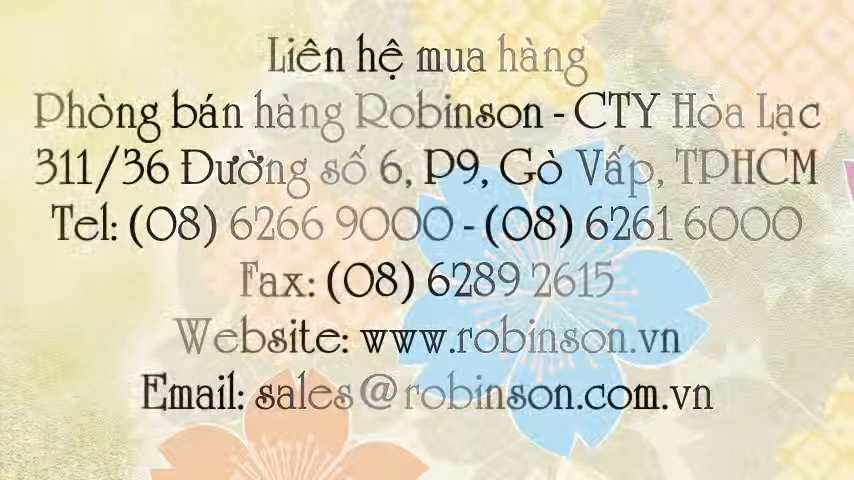 Liên hệ mua hàng
Phòng bán hàng Robinson - CTY Hòa Lạc
311/36 Đường số 6, P9, Gò Vấp, TPHCM
Tel: (08) 6266 9000 - (08) 6261 6000
Fax: (08) 6289 2615
Website: www.robinson.vn
Email: sales@robinson.com.vn